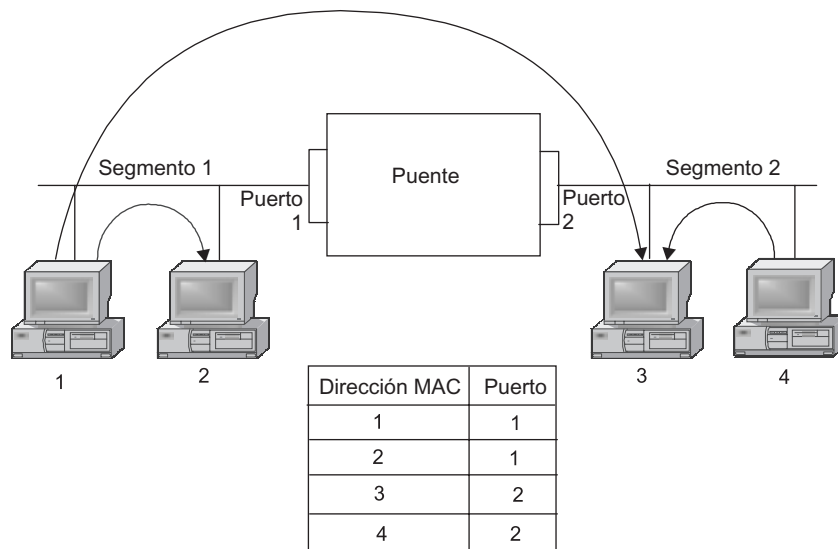 Segmento 1
Puerto
1
Puente
Puerto
2
Segmento 2
1
2
3
4
Dirección MAC Puerto
1 1
2 1
3 2
4 2